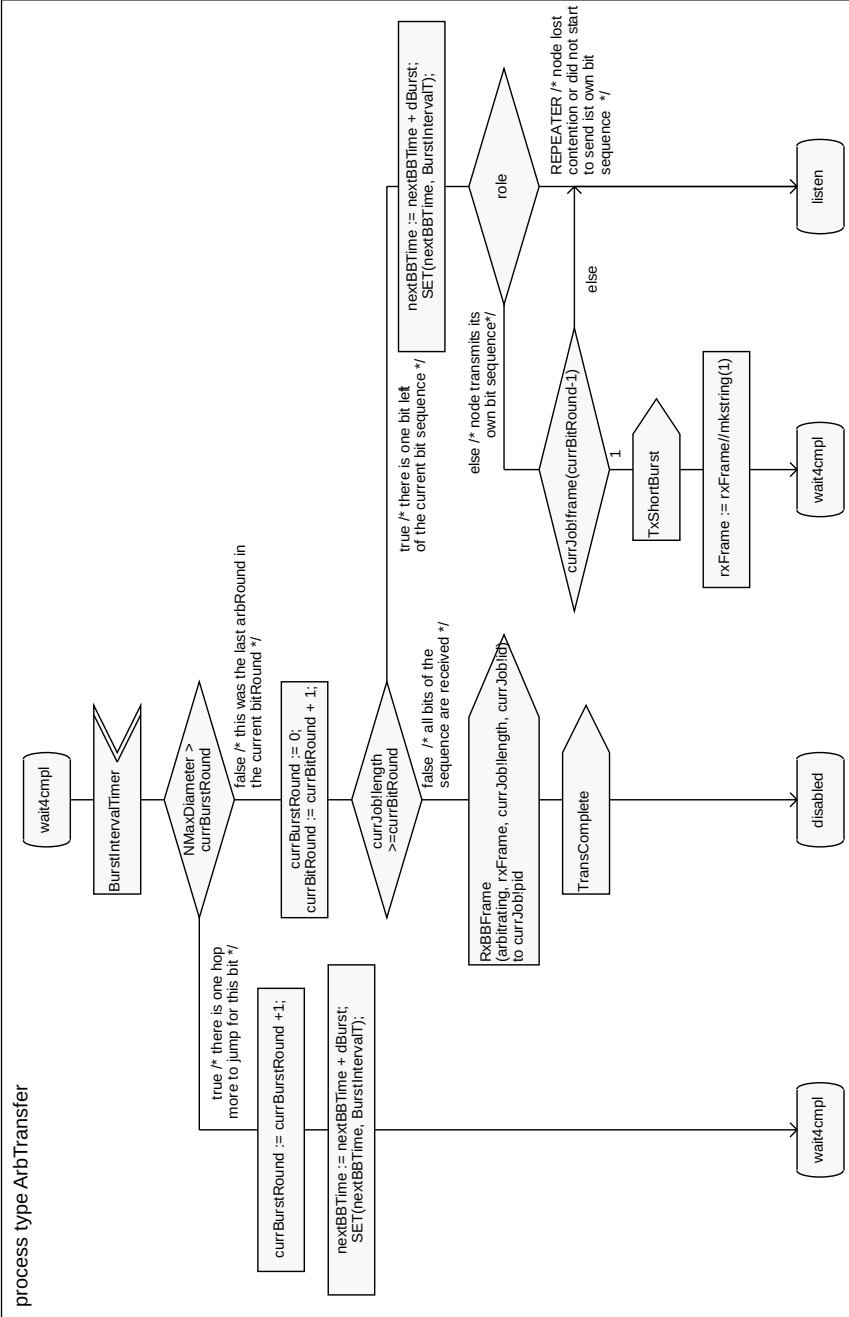 process type ArbTransfer
wait4cmpl
BurstIntervalTimer
NMaxDiameter >
currBurstRound
true /* there is one hop
more to jump for this bit */
currBurstRound := currBurstRound +1;
nextBBTime := nextBBTime + dBurst;
SET(nextBBTime, BurstIntervalT);
wait4cmpl
false /* this was the last arbRound in
the current bitRound */
currBurstRound := 0;
currBitRound := currBitRound + 1;
currJob!length
>=currBitRound
false /* all bits of the
sequence are received */
RxBBFrame
(arbitrating, rxFrame, currJob!length, currJob!id)
to currJob!pid
TransComplete
disabled
true /* there is one bit left
of the current bit sequence */
nextBBTime := nextBBTime + dBurst;
SET(nextBBTime, BurstIntervalT);
role
else /* node transmits its
own bit sequence*/
currJob!frame(currBitRound-1)
1
TxShortBurst
rxFrame := rxFrame//mkstring(1)
wait4cmpl
else
REPEATER /* node lost
contention or did not start
to send ist own bit
sequence */
listen